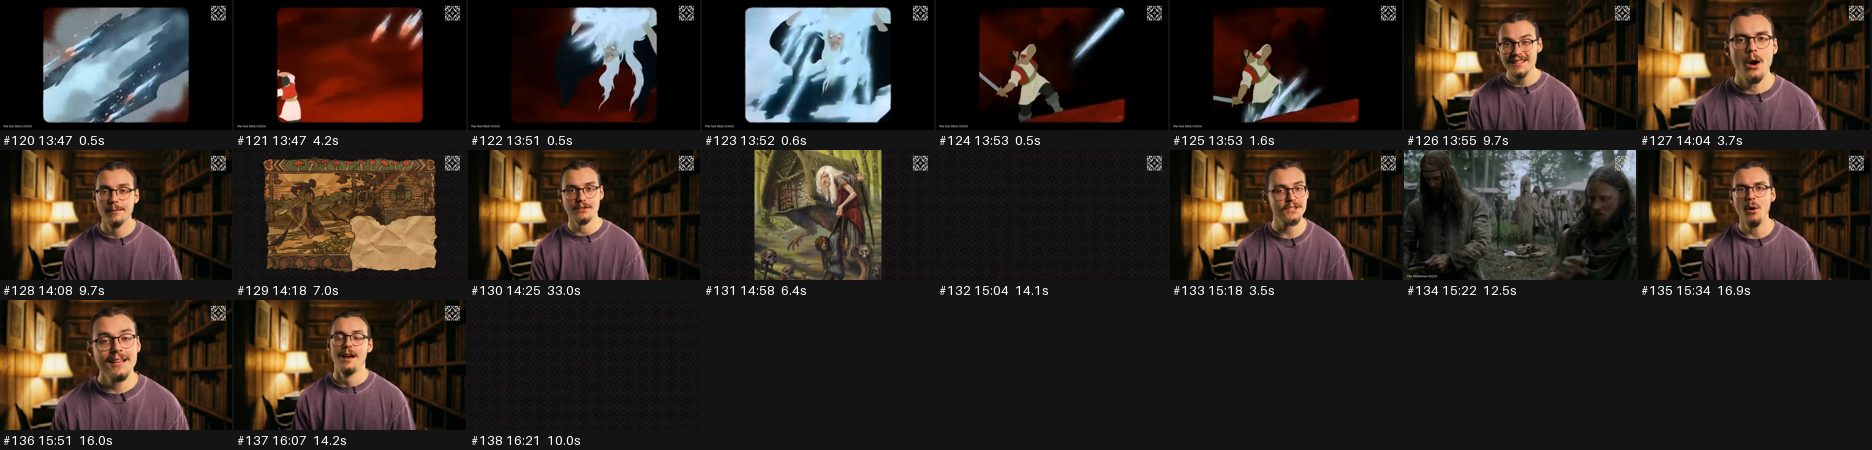 #120 13:47 0.5s
#121 13:47 4.2s
#122 13:51 0.5s
#123 13:52 0.6s
#124 13:53 0.5s
#125 13:53 1.6s
#126 13:55 9.7s
#127 14:04 3.7s
#128 14:08 9.7s
#129 14:18 7.0s
#130 14:25 33.0s
#131 14:58 6.4s
#132 15:04 14.1s
#133 15:18 3.5s
#134 15:22 12.5s
#135 15:34 16.9s
#136 15:51 16.0s
#137 16:07 14.2s
#138 16:21 10.0s